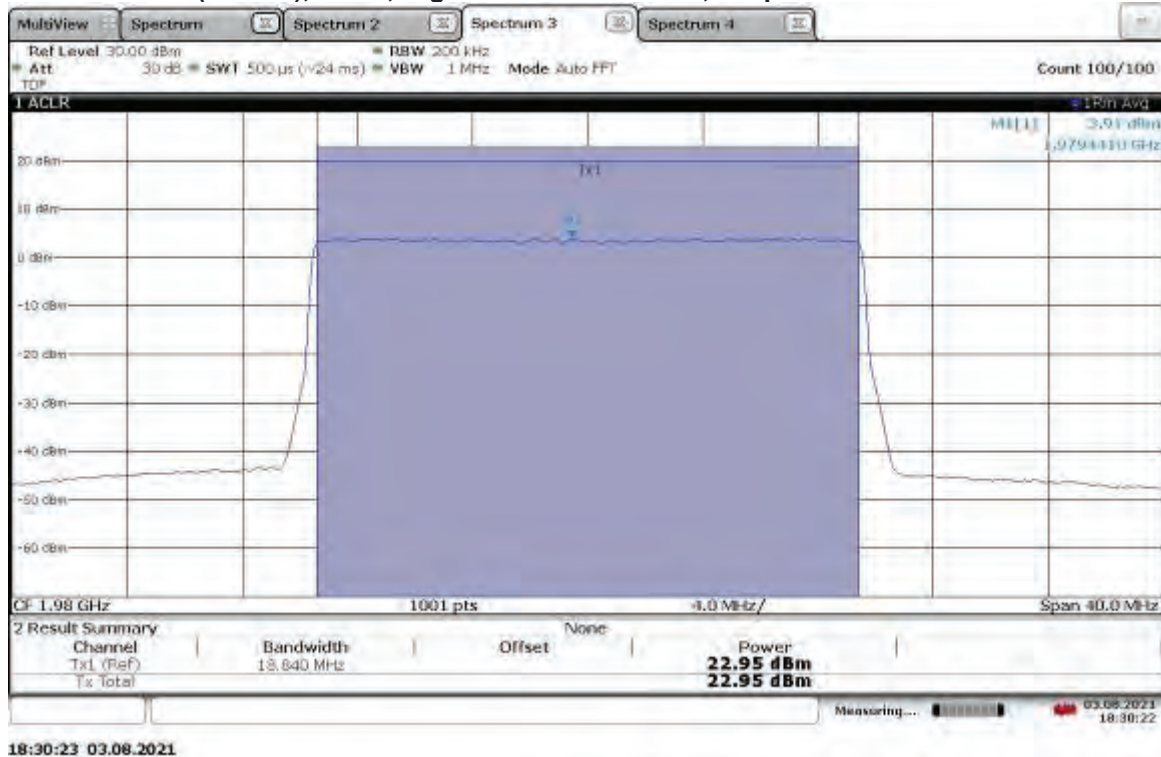 MultiView Spectrum Spectrum 2 Spectrum 3 Spectrum 4
Ref Level 30.00 dBm RBW 200 kHz
Att 30 dB SWT 500 µs (~24 ms) VBW 1 MHz Mode Auto FFT Count 100/100
TDF
1 ACLR 1Rm Avg
M1[1] 3.91 dBm
1.9794410 GHz
20 dBm
Tx1
10 dBm
M1
0 dBm
-10 dBm
-20 dBm
-30 dBm
-40 dBm
-50 dBm
-60 dBm
CF 1.98 GHz 1001 pts 4.0 MHz/ Span 40.0 MHz
2 Result Summary None
Channel Bandwidth Offset Power
Tx1 (Ref) 18.840 MHz 22.95 dBm
Tx Total 22.95 dBm
Measuring... 03.08.2021
18:30:22
18:30:23 03.08.2021